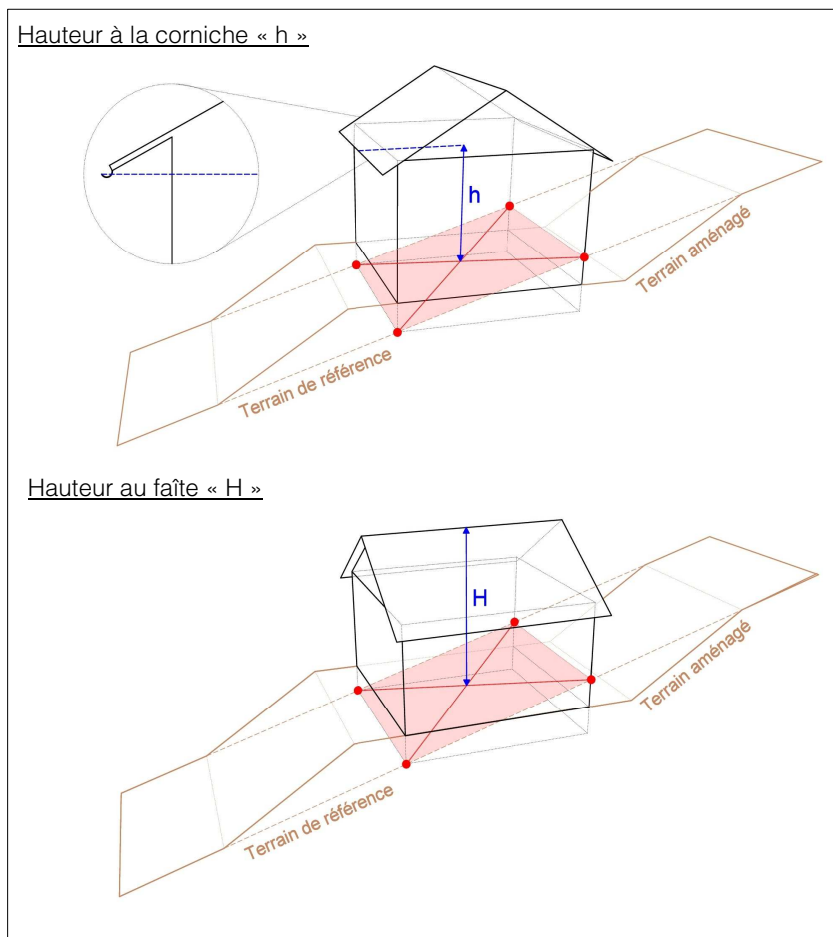 Hauteur à la corniche « h »
h
Terrain aménagé
Terrain de référence
Hauteur au faîte « H »
H
Terrain aménagé
Terrain de référence